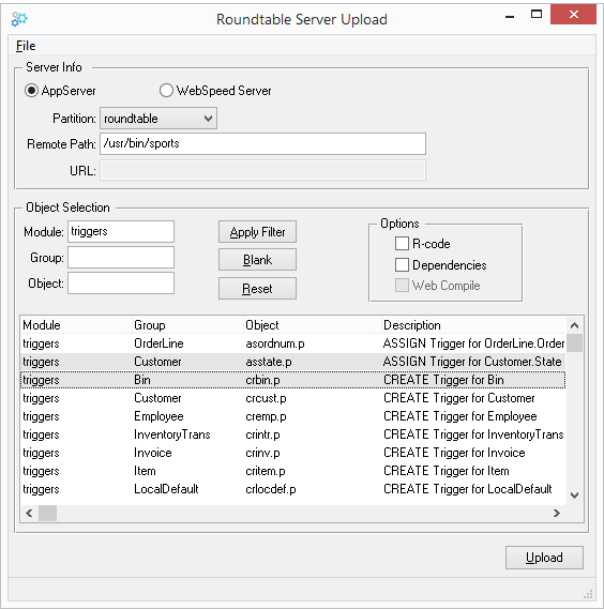 Roundtable Server Upload
File
Server Info
AppServer WebSpeed Server
Partition: roundtable
Remote Path: /usr/bin/sports
URL:
Object Selection
Module: triggers Apply Filter
Group: Blank
Object: Reset
Options
R-code
Dependencies
Web Compile
Module Group Object Description
triggers OrderLine asordnum.p ASSIGN Trigger for OrderLine.Order
triggers Customer asstate.p ASSIGN Trigger for Customer.State
triggers Bin crbin.p CREATE Trigger for Bin
triggers Customer crcust.p CREATE Trigger for Customer
triggers Employee cremp.p CREATE Trigger for Employee
triggers InventoryTrans crintr.p CREATE Trigger for InventoryTrans
triggers Invoice crinv.p CREATE Trigger for Invoice
triggers Item critem.p CREATE Trigger for Item
triggers LocalDefault crlocdef.p CREATE Trigger for LocalDefault
Upload